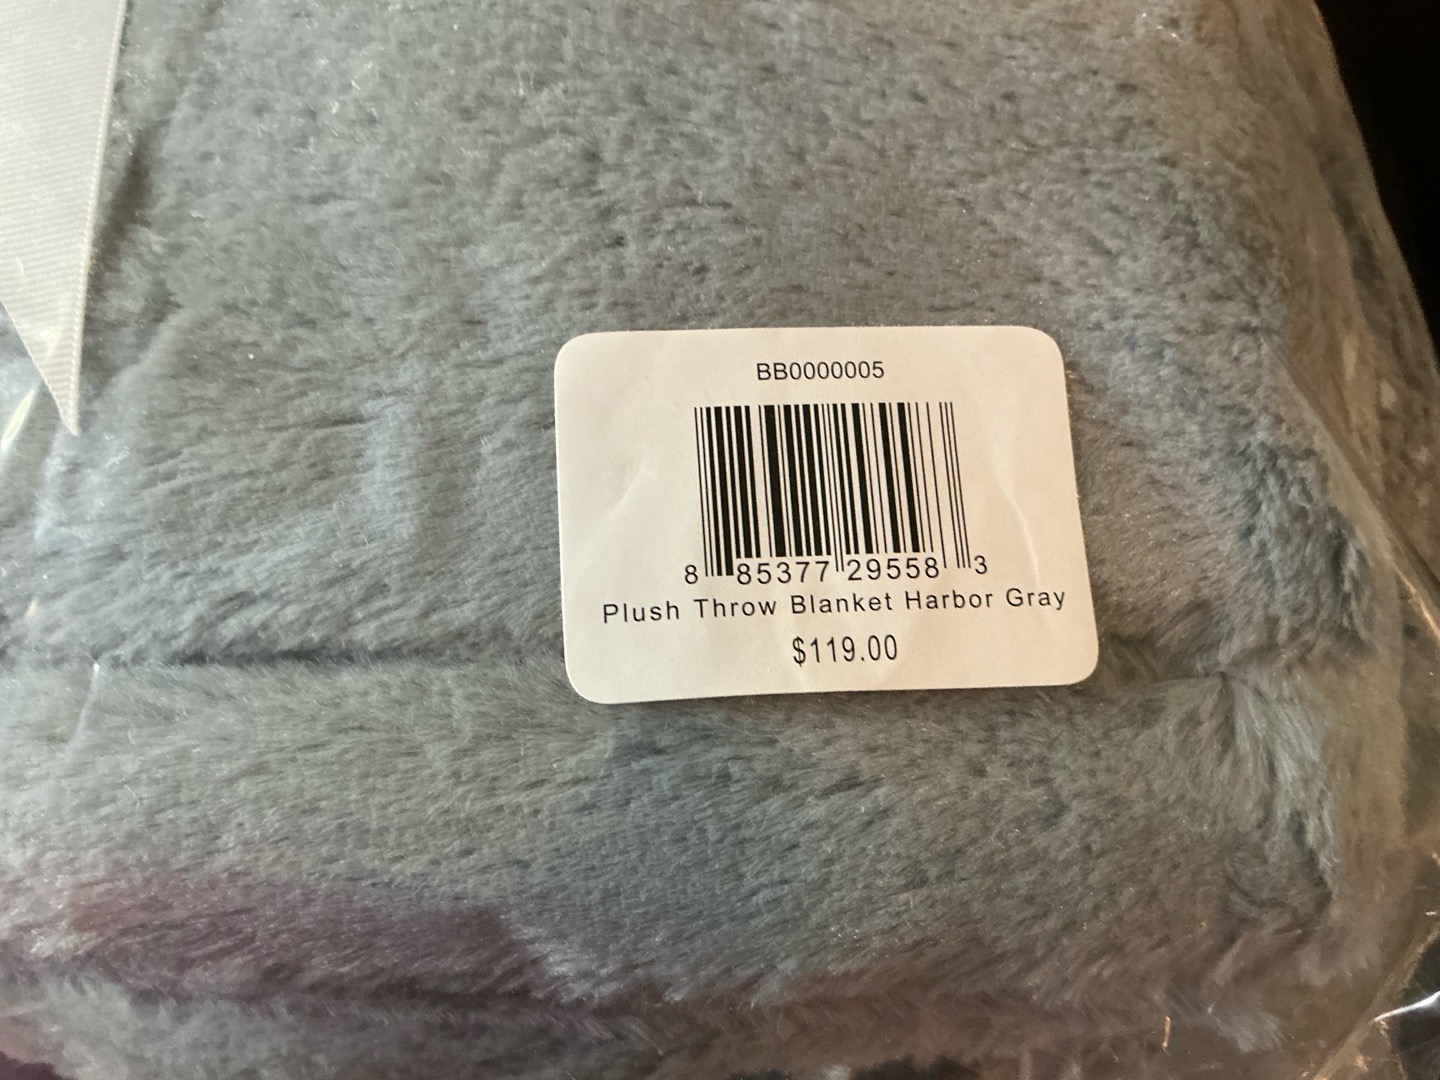 BB0000005
8 85377 29558 3
Plush Throw Blanket Harbor Gray
$119.00